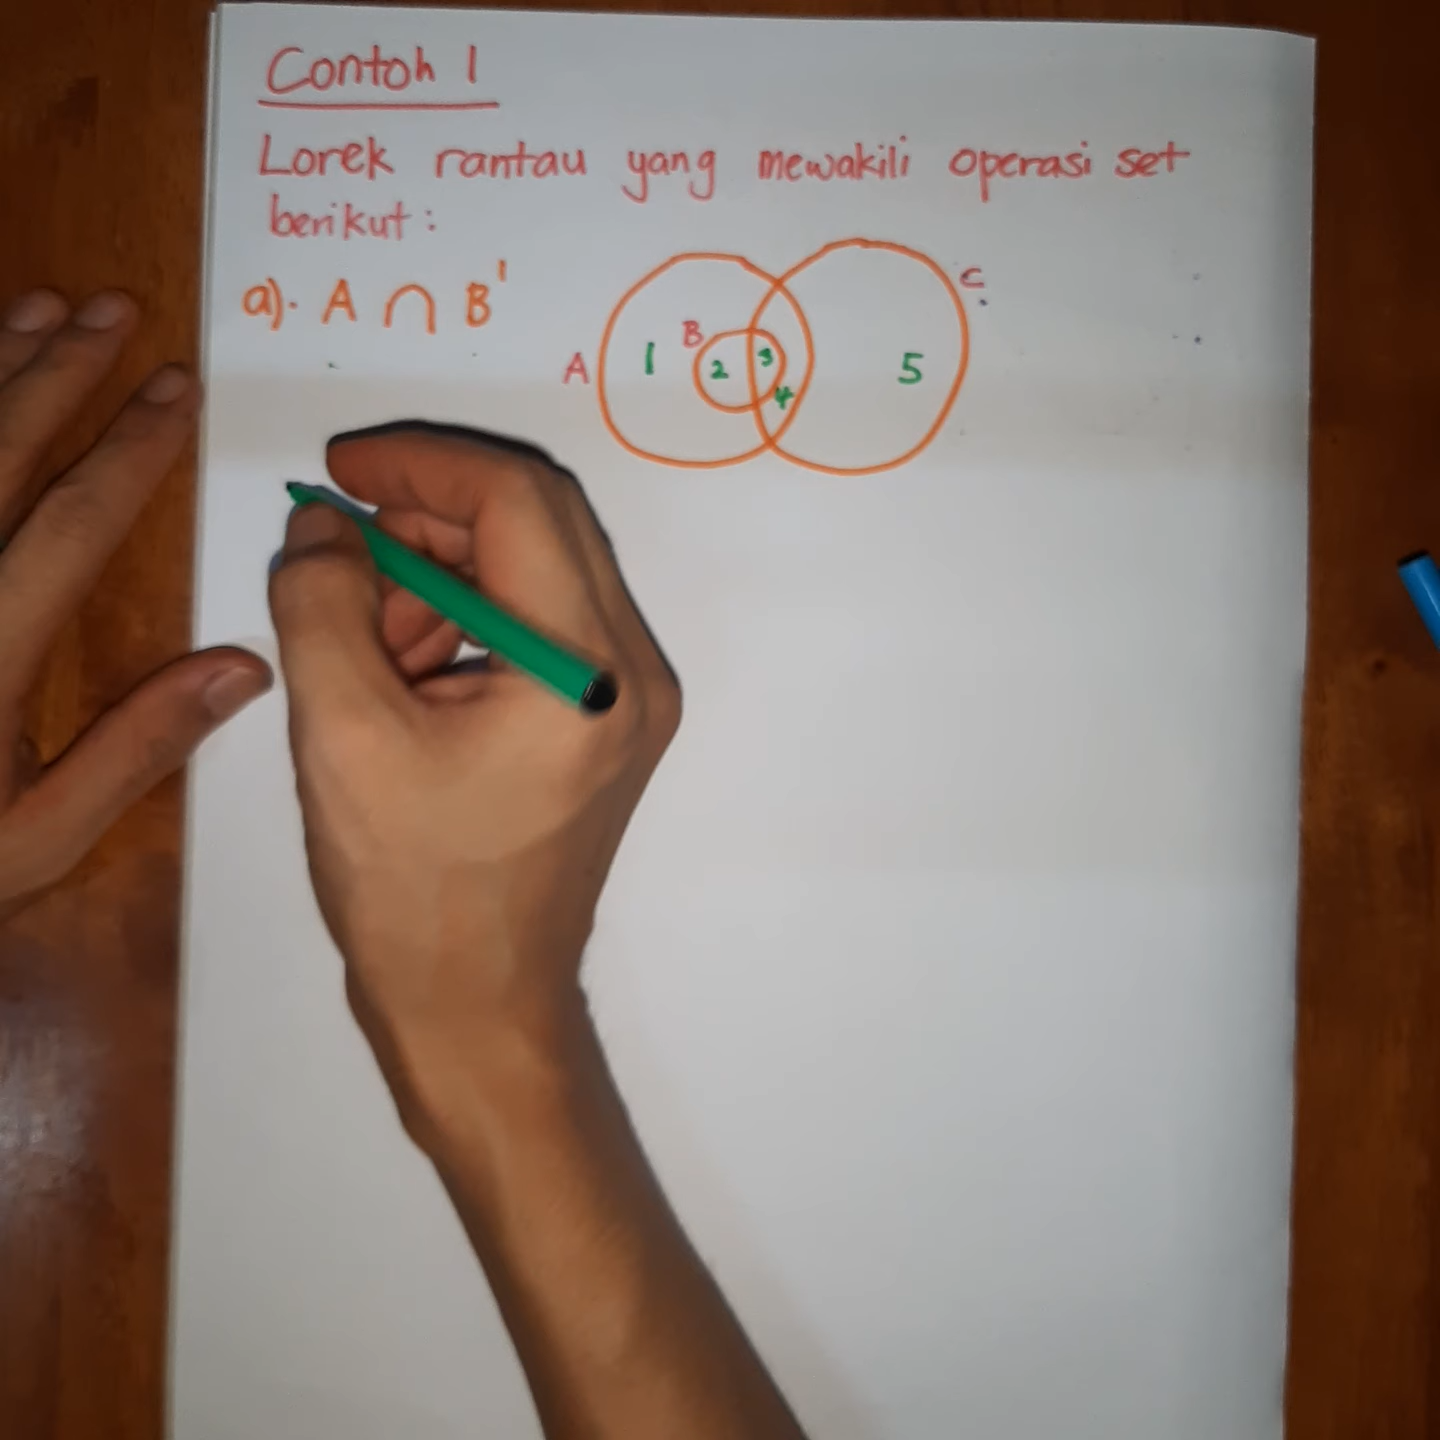 Contoh 1
Lorek rantau yang mewakili operasi set
berikut:
a). A ∩ B'
C
B
A 1 2 3 5
4